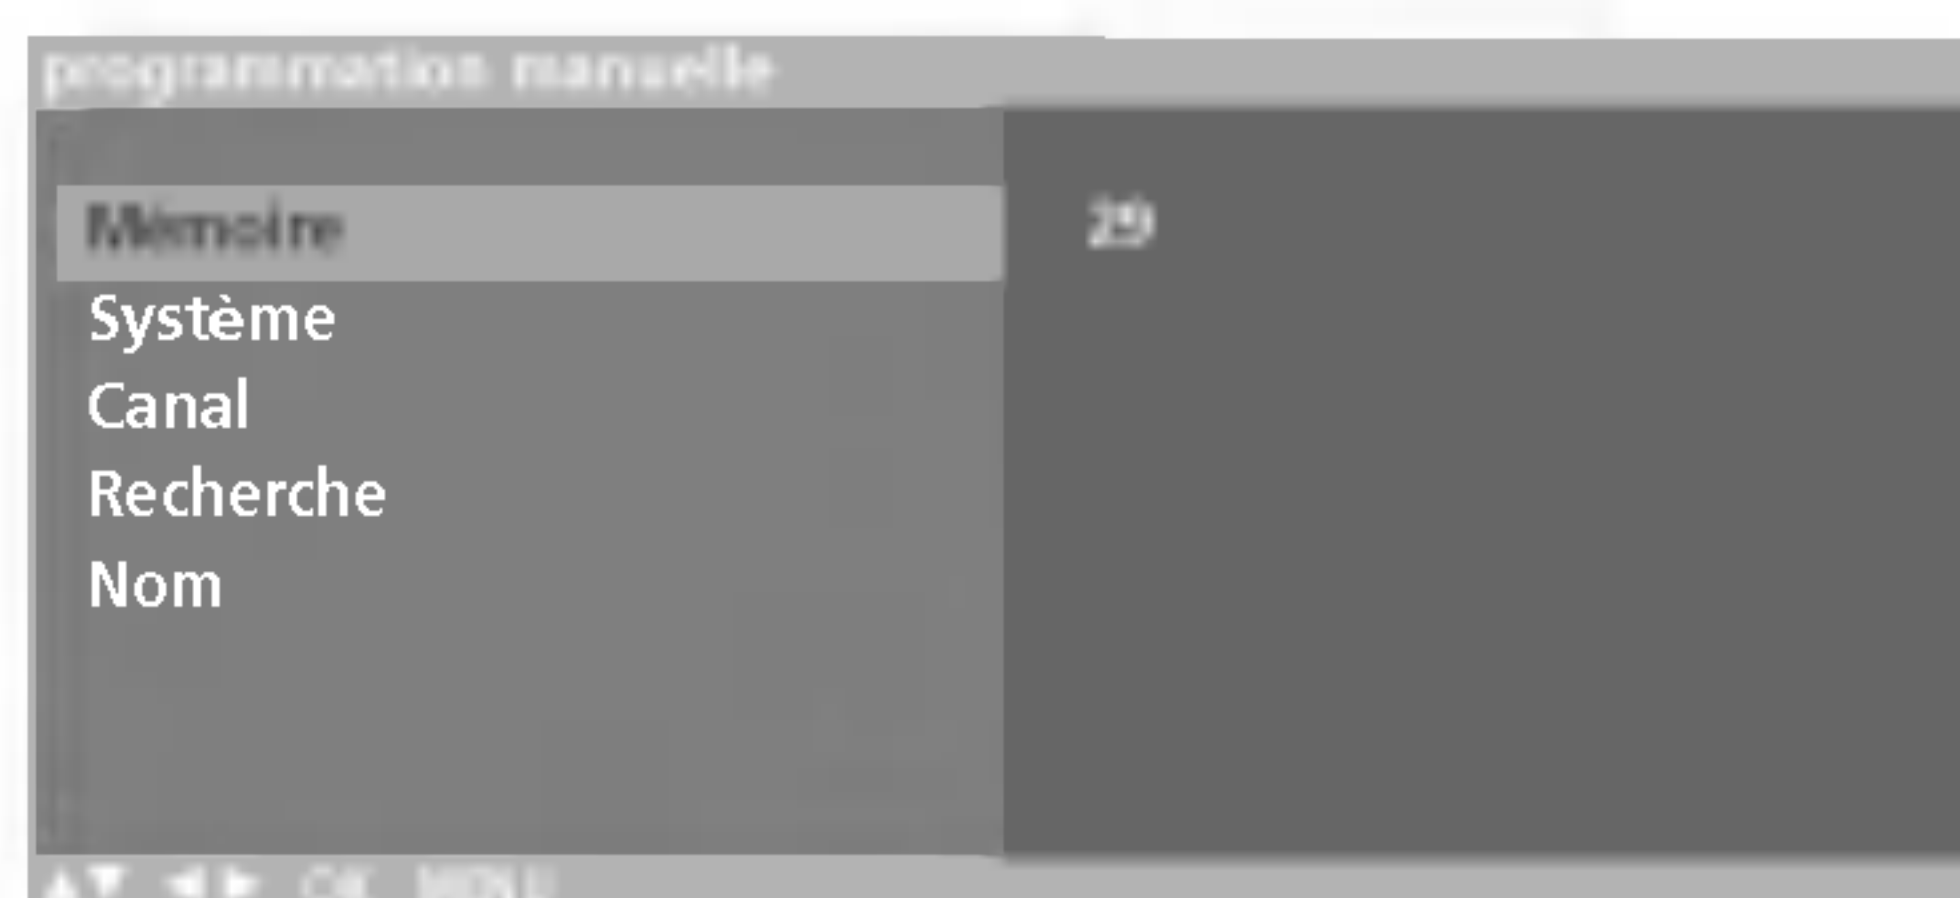 programmation manuelle
Mémoire 29
Système
Canal
Recherche
Nom
▲▼ ◀▶ OK MENU